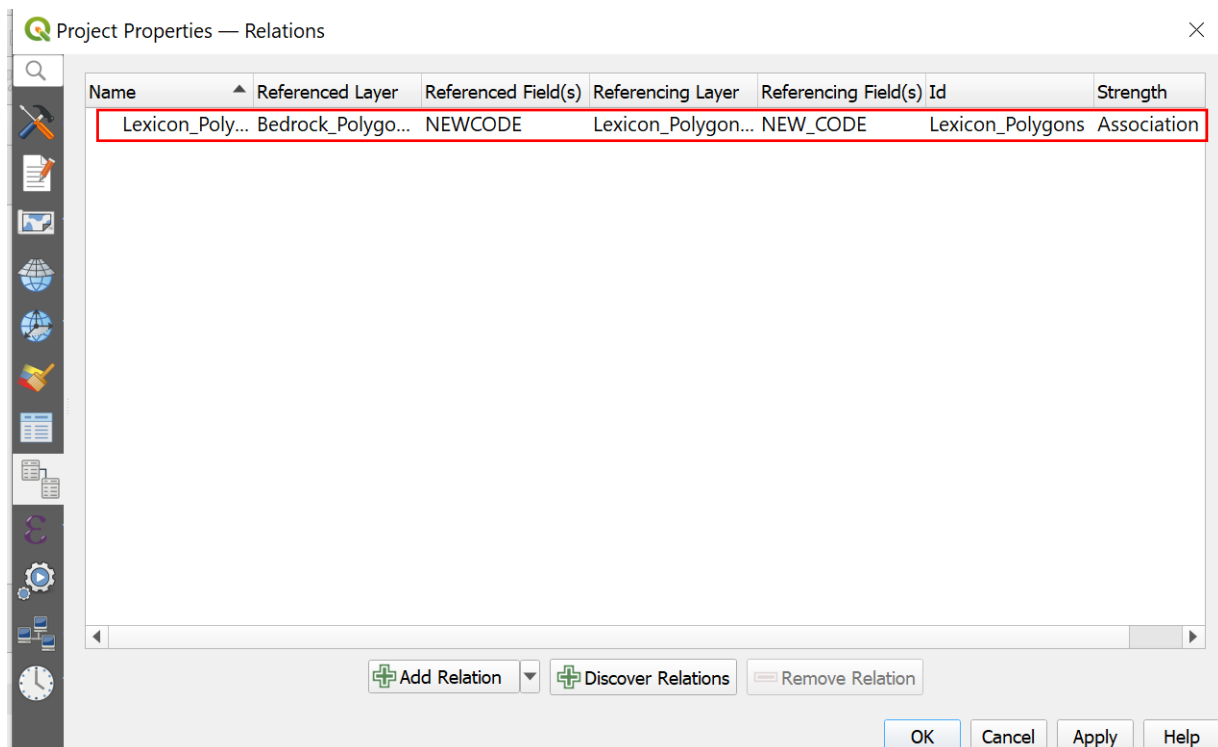 Project Properties — Relations
Name Referenced Layer Referenced Field(s) Referencing Layer Referencing Field(s) Id Strength
Lexicon_Poly... Bedrock_Polygo... NEWCODE Lexicon_Polygon... NEW_CODE Lexicon_Polygons Association
Add Relation Discover Relations Remove Relation
OK Cancel Apply Help